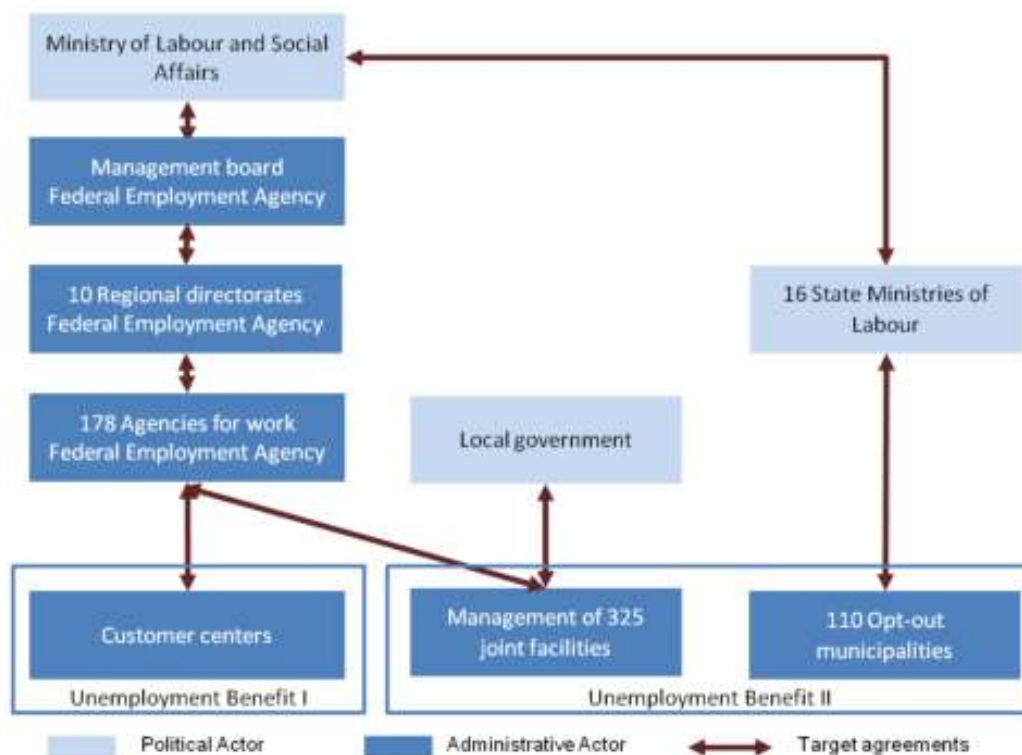 Ministry of Labour and Social
Affairs
Management board
Federal Employment Agency
10 Regional directorates
Federal Employment Agency
16 State Ministries of
Labour
178 Agencies for work
Federal Employment Agency
Local government
Customer centers
Management of 325
joint facilities
110 Opt-out
municipalities
Unemployment Benefit I
Unemployment Benefit II
Political Actor
Administrative Actor
Target agreements